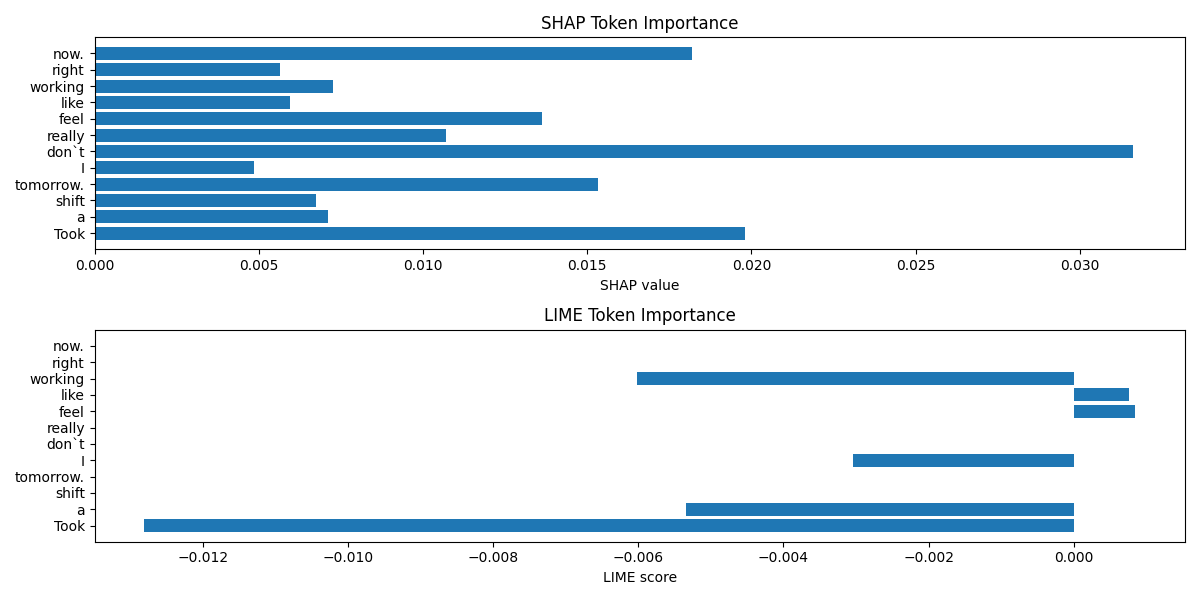 SHAP Token Importance
now.
right
working
like
feel
really
don`t
I
tomorrow.
shift
a
Took
0.000 0.005 0.010 0.015 0.020 0.025 0.030
SHAP value
LIME Token Importance
now.
right
working
like
feel
really
don`t
I
tomorrow.
shift
a
Took
−0.012 −0.010 −0.008 −0.006 −0.004 −0.002 0.000
LIME score